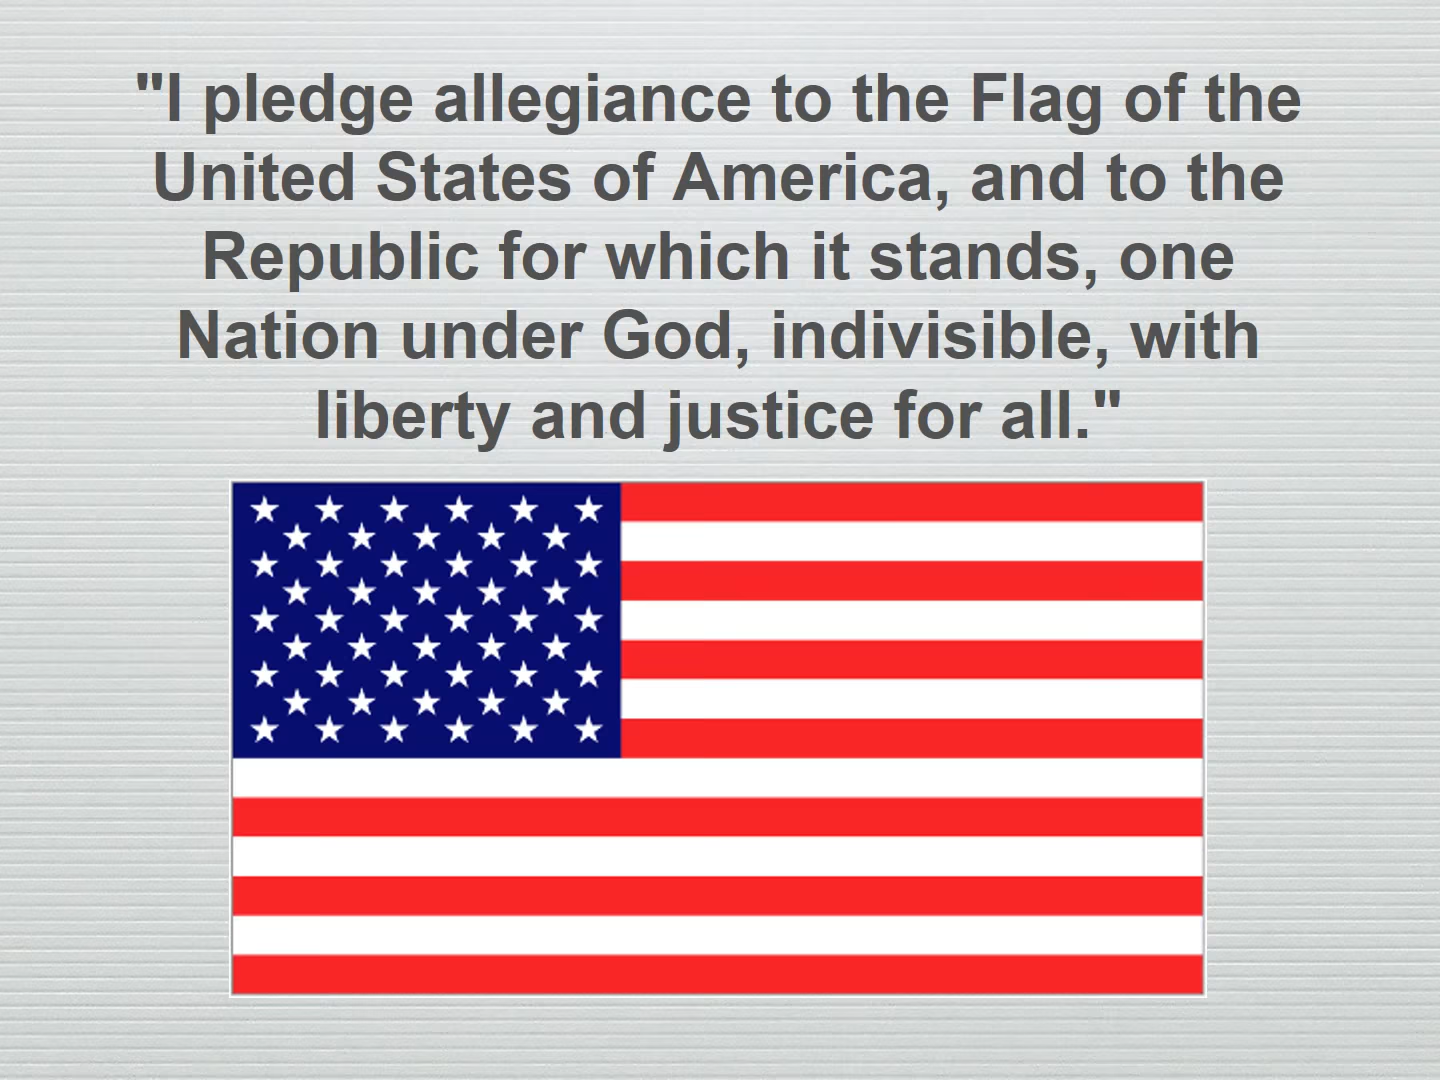 "I pledge allegiance to the Flag of the
United States of America, and to the
Republic for which it stands, one
Nation under God, indivisible, with
liberty and justice for all."